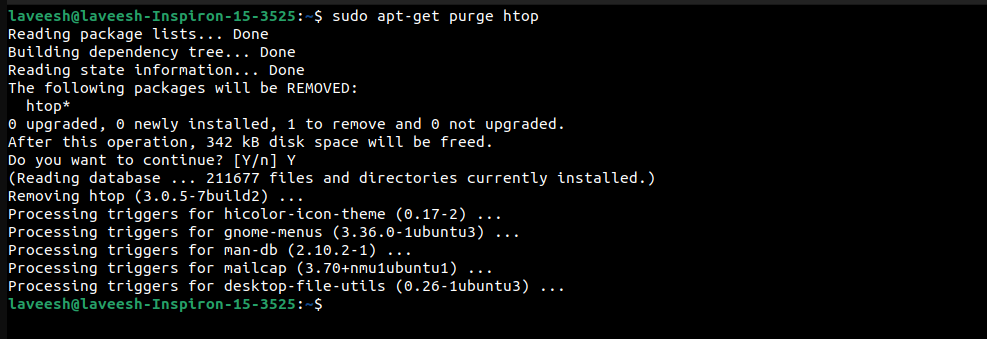 laveesh@laveesh-Inspiron-15-3525:~$ sudo apt-get purge htop
Reading package lists... Done
Building dependency tree... Done
Reading state information... Done
The following packages will be REMOVED:
  htop*
0 upgraded, 0 newly installed, 1 to remove and 0 not upgraded.
After this operation, 342 kB disk space will be freed.
Do you want to continue? [Y/n] Y
(Reading database ... 211677 files and directories currently installed.)
Removing htop (3.0.5-7build2) ...
Processing triggers for hicolor-icon-theme (0.17-2) ...
Processing triggers for gnome-menus (3.36.0-1ubuntu3) ...
Processing triggers for man-db (2.10.2-1) ...
Processing triggers for mailcap (3.70+nmu1ubuntu1) ...
Processing triggers for desktop-file-utils (0.26-1ubuntu3) ...
laveesh@laveesh-Inspiron-15-3525:~$